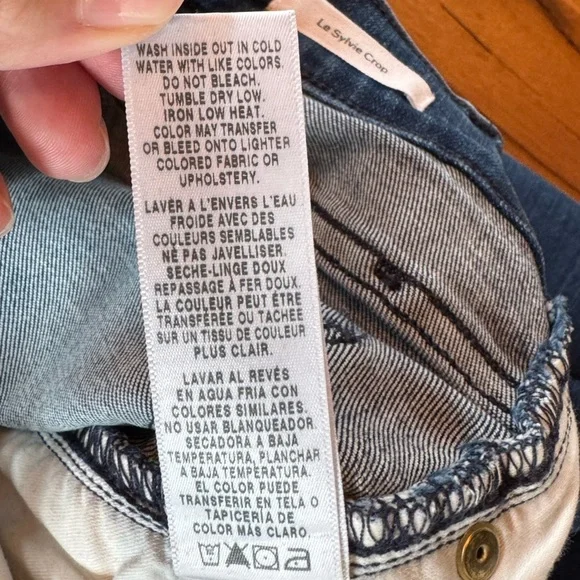 Le Sylvie Crop
WASH INSIDE OUT IN COLD
WATER WITH LIKE COLORS.
DO NOT BLEACH.
TUMBLE DRY LOW.
IRON LOW HEAT.
COLOR MAY TRANSFER
OR BLEED ONTO LIGHTER
COLORED FABRIC OR
UPHOLSTERY.
LAVÉR A L'ENVERS L'EAU
FROIDE AVEC DES
COULEURS SEMBLABLES
NE PAS JAVELLISER.
SECHE-LINGE DOUX
REPASSAGE À FER DOUX.
LA COULEUR PEUT ÊTRE
TRANSFÉRÉE OU TACHÉE
SUR UN TISSU DE COULEUR
PLUS CLAIR.
LAVAR AL REVÉS
EN AQUA FRIA CON
COLORES SIMILARES.
NO USAR BLANQUEADOR.
SECADORA A BAJA
TEMPERATURA, PLANCHAR
A BAJA TEMPERATURA.
EL COLOR PUEDE
TRANSFERIR EN TELA O
TAPICERÍA DE
COLOR MÁS CLARO.